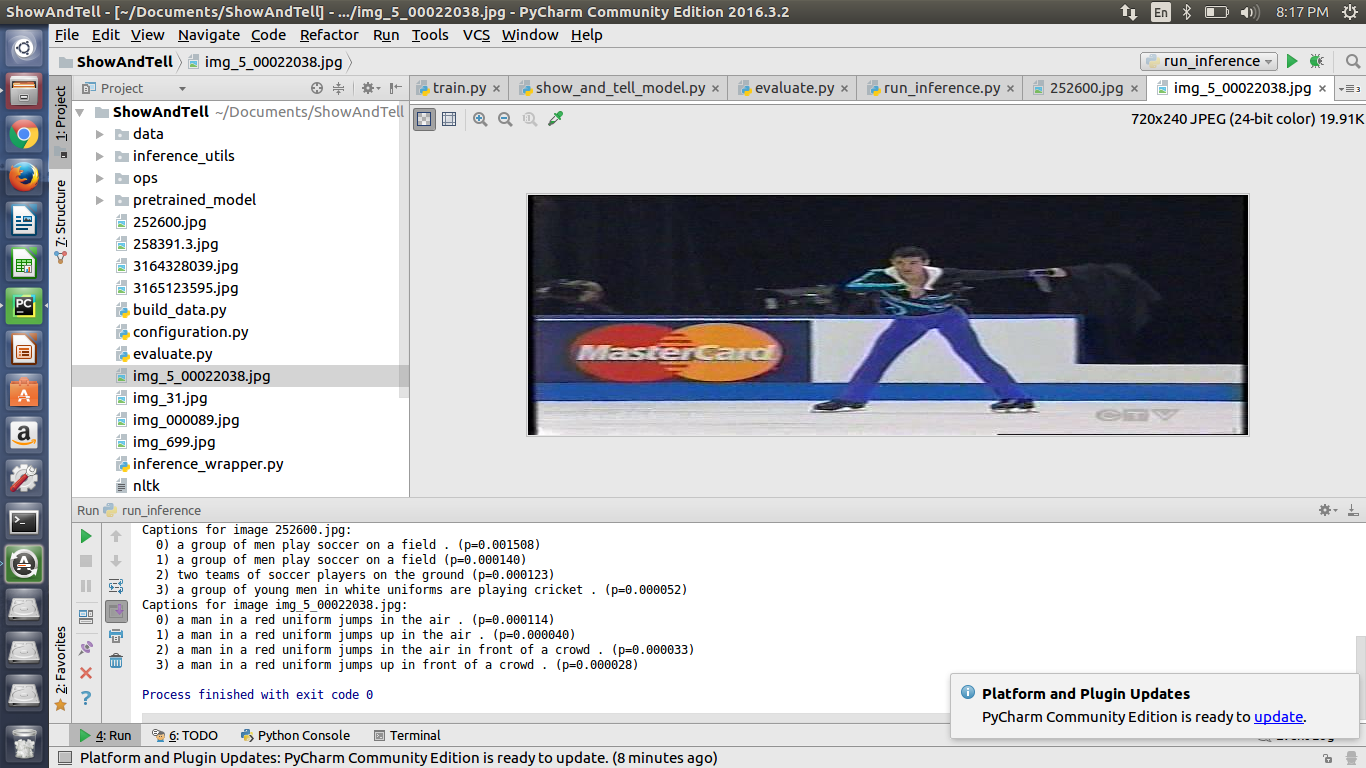 ShowAndTell - [~/Documents/ShowAndTell] - .../img_5_00022038.jpg - PyCharm Community Edition 2016.3.2
En
8:17 PM
File Edit View Navigate Code Refactor Run Tools VCS Window Help
ShowAndTell img_5_00022038.jpg
run_inference
1: Project
Project
train.py show_and_tell_model.py evaluate.py run_inference.py 252600.jpg img_5_00022038.jpg
720x240 JPEG (24-bit color) 19.91K
ShowAndTell ~/Documents/ShowAndTell
data
inference_utils
ops
pretrained_model
252600.jpg
258391.3.jpg
3164328039.jpg
3165123595.jpg
build_data.py
configuration.py
evaluate.py
img_5_00022038.jpg
img_31.jpg
img_000089.jpg
img_699.jpg
inference_wrapper.py
nltk
7: Structure
MasterCard
CTV
Run run_inference
Captions for image 252600.jpg:
0) a group of men play soccer on a field . (p=0.001508)
1) a group of men play soccer on a field (p=0.000140)
2) two teams of soccer players on the ground (p=0.000123)
3) a group of young men in white uniforms are playing cricket . (p=0.000052)
Captions for image img_5_00022038.jpg:
0) a man in a red uniform jumps in the air . (p=0.000114)
1) a man in a red uniform jumps up in the air . (p=0.000040)
2) a man in a red uniform jumps in the air in front of a crowd . (p=0.000033)
3) a man in a red uniform jumps up in front of a crowd . (p=0.000028)
Process finished with exit code 0
2: Favorites
Platform and Plugin Updates
PyCharm Community Edition is ready to update.
4: Run 6: TODO Python Console Terminal
Platform and Plugin Updates: PyCharm Community Edition is ready to update. (8 minutes ago)